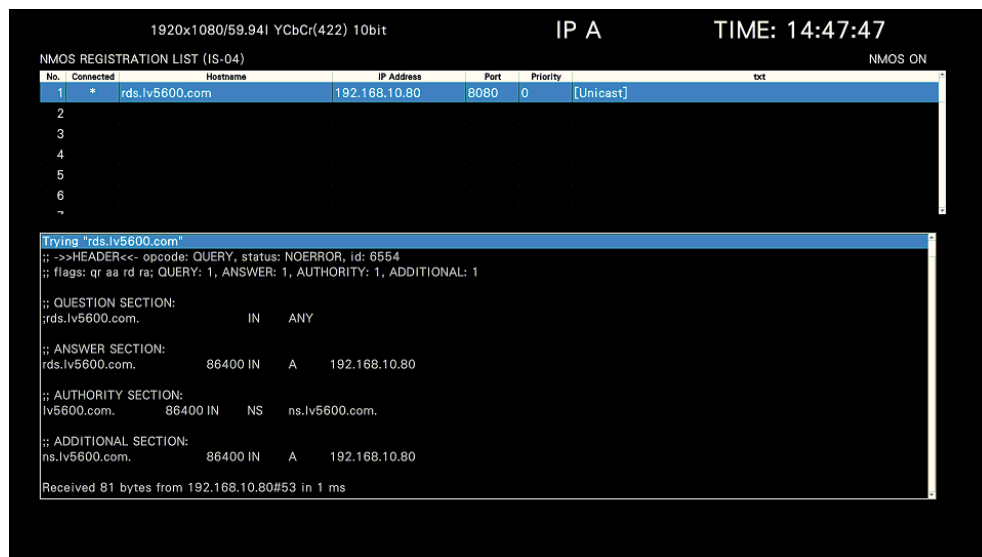 1920x1080/59.94I YCbCr(422) 10bit IP A TIME: 14:47:47
NMOS REGISTRATION LIST (IS-04) NMOS ON
No. Connected Hostname IP Address Port Priority txt
1 * rds.lv5600.com 192.168.10.80 8080 0 [Unicast]
2
3
4
5
6
7
Trying "rds.lv5600.com"
;; ->>HEADER<<- opcode: QUERY, status: NOERROR, id: 6554
;; flags: qr aa rd ra; QUERY: 1, ANSWER: 1, AUTHORITY: 1, ADDITIONAL: 1
;; QUESTION SECTION:
;rds.lv5600.com. IN ANY
;; ANSWER SECTION:
rds.lv5600.com. 86400 IN A 192.168.10.80
;; AUTHORITY SECTION:
lv5600.com. 86400 IN NS ns.lv5600.com.
;; ADDITIONAL SECTION:
ns.lv5600.com. 86400 IN A 192.168.10.80
Received 81 bytes from 192.168.10.80#53 in 1 ms